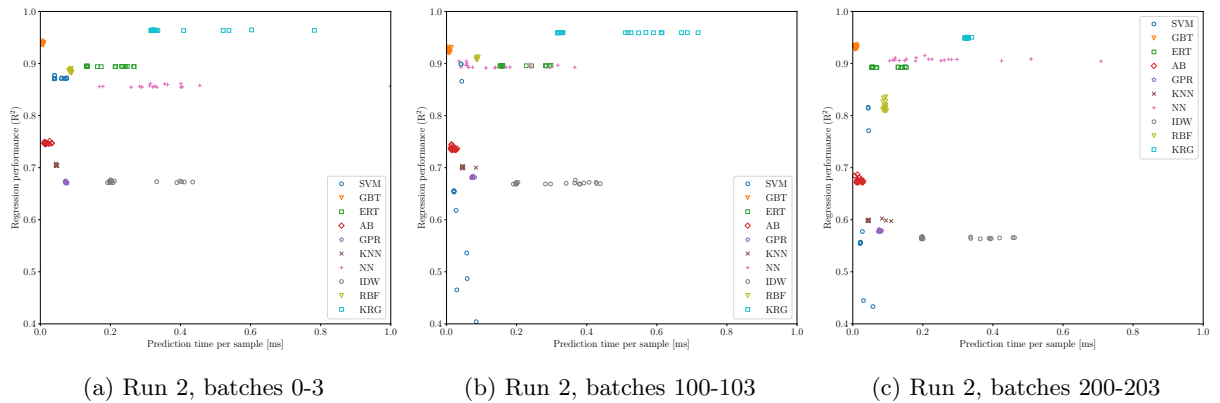 1.0
0.9
0.8
0.7
0.6
0.5
0.4
Regression performance (R²)
SVM
GBT
ERT
AB
GPR
KNN
NN
IDW
RBF
KRG
0.0 0.2 0.4 0.6 0.8 1.0
Prediction time per sample [ms]
(a) Run 2, batches 0-3
1.0
0.9
0.8
0.7
0.6
0.5
0.4
Regression performance (R²)
SVM
GBT
ERT
AB
GPR
KNN
NN
IDW
RBF
KRG
0.0 0.2 0.4 0.6 0.8 1.0
Prediction time per sample [ms]
(b) Run 2, batches 100-103
1.0
0.9
0.8
0.7
0.6
0.5
0.4
Regression performance (R²)
SVM
GBT
ERT
AB
GPR
KNN
NN
IDW
RBF
KRG
0.0 0.2 0.4 0.6 0.8 1.0
Prediction time per sample [ms]
(c) Run 2, batches 200-203